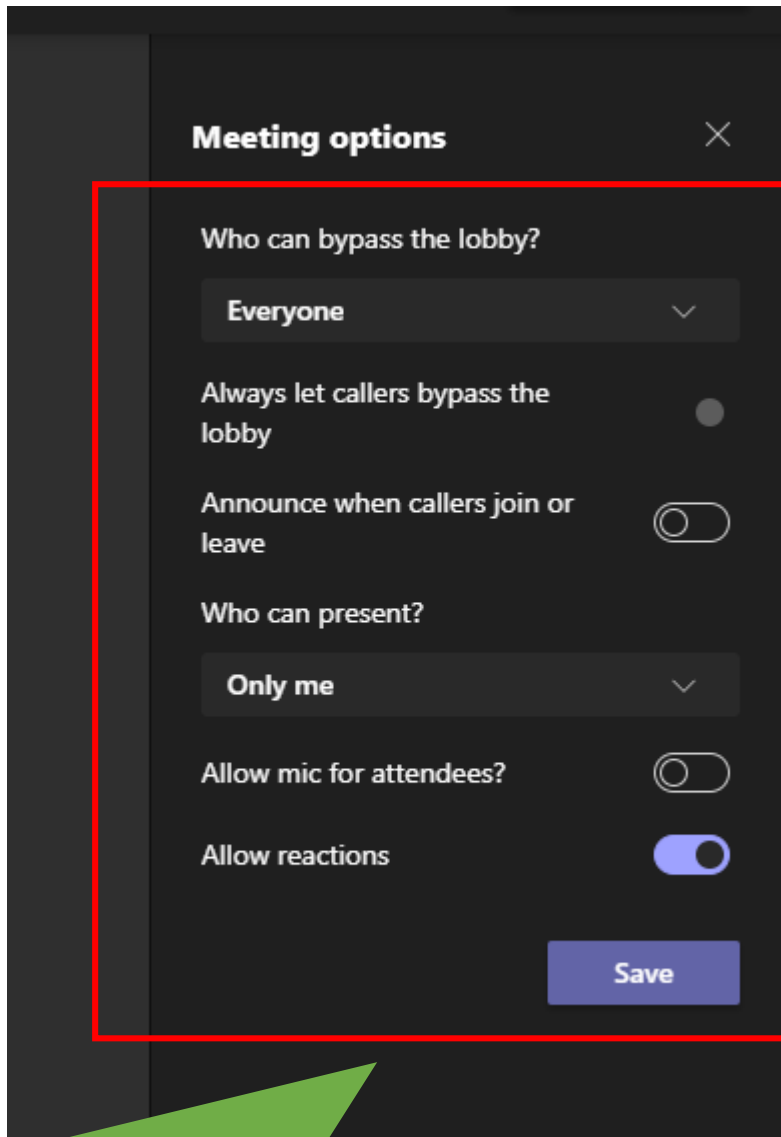 Meeting options
Who can bypass the lobby?
Everyone
Always let callers bypass the
lobby
Announce when callers join or
leave
Who can present?
Only me
Allow mic for attendees?
Allow reactions
Save